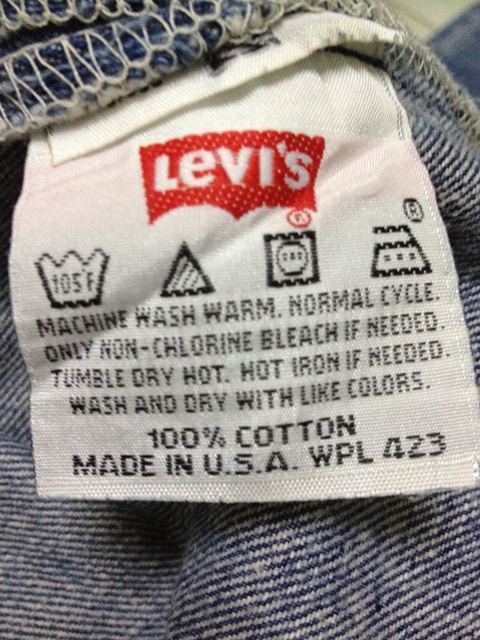 LEVI'S
®
®
105°F
MACHINE WASH WARM. NORMAL CYCLE.
ONLY NON-CHLORINE BLEACH IF NEEDED.
TUMBLE DRY HOT. HOT IRON IF NEEDED.
WASH AND DRY WITH LIKE COLORS.
100% COTTON
MADE IN U.S.A. WPL 423